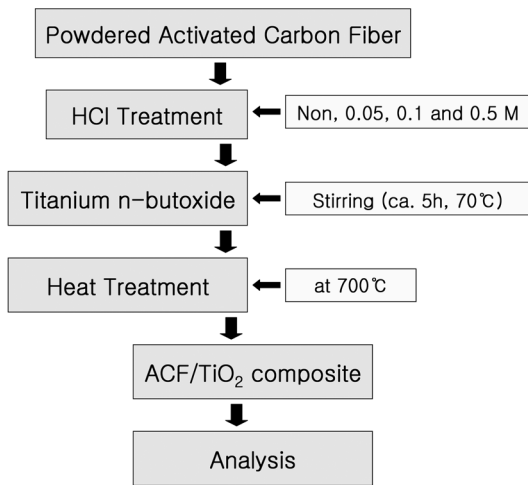 Powdered Activated Carbon Fiber
HCl Treatment
Non, 0.05, 0.1 and 0.5 M
Titanium n-butoxide
Stirring (ca. 5h, 70℃)
Heat Treatment
at 700℃
ACF/TiO₂ composite
Analysis